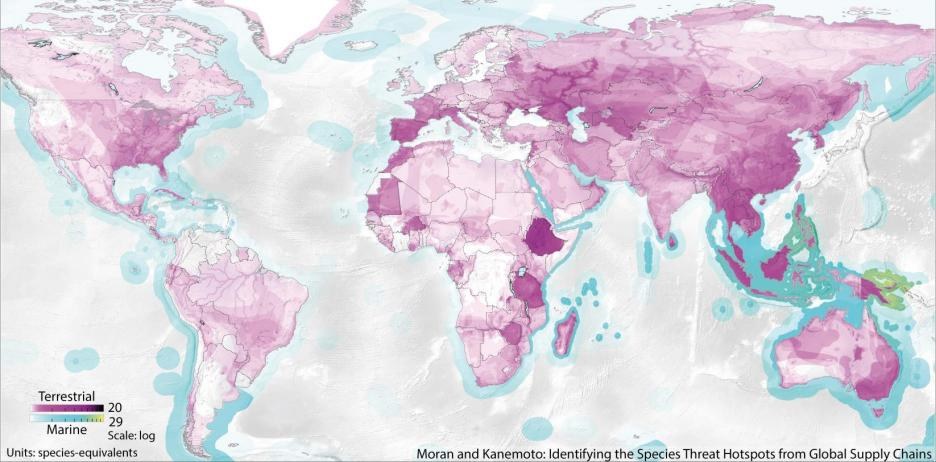 Terrestrial
20
29
Marine
Scale: log
Units: species-equivalents
Moran and Kanemoto: Identifying the Species Threat Hotspots from Global Supply Chains